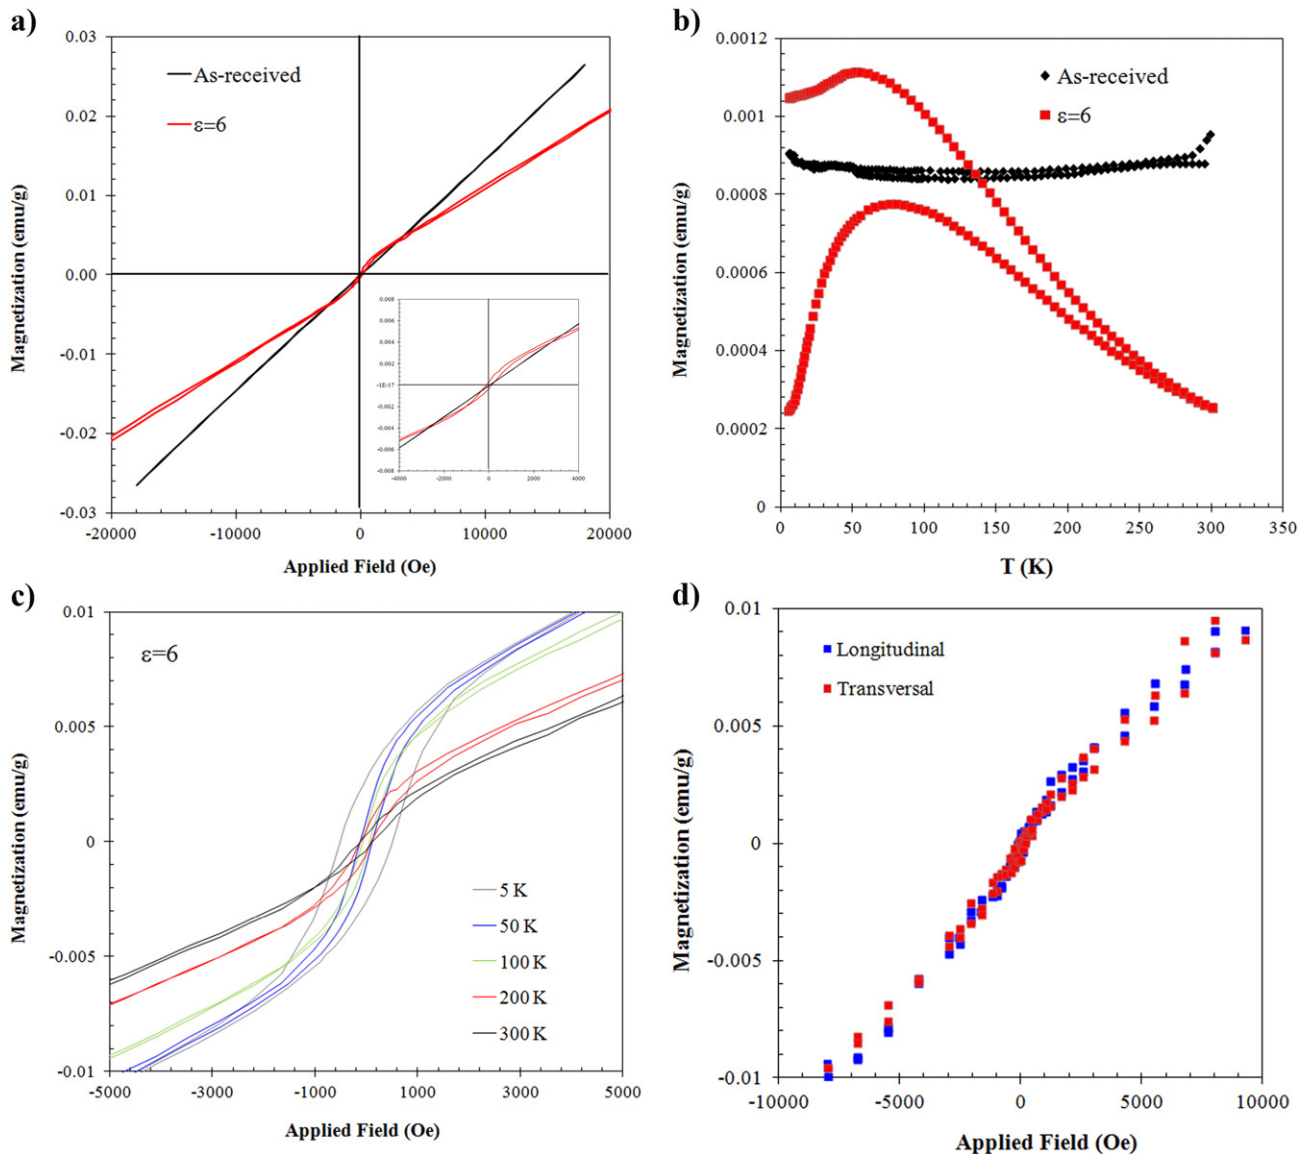 a)
0.03
0.02
0.01
0.00
-0.01
-0.02
-0.03
Magnetization (emu/g)
As-received
ε=6
-20000 -10000 0 10000 20000
Applied Field (Oe)
0.008
0.006
0.004
0.002
-1E-17
-0.002
-0.004
-0.006
-0.008
-4000 -2000 0 2000 4000
b)
0.0012
0.001
0.0008
0.0006
0.0004
0.0002
0
Magnetization (emu/g)
As-received
ε=6
0 50 100 150 200 250 300 350
T (K)
c)
0.01
0.005
0
-0.005
-0.01
Magnetization (emu/g)
ε=6
5 K
50 K
100 K
200 K
300 K
-5000 -3000 -1000 1000 3000 5000
Applied Field (Oe)
d)
0.01
0.005
0
-0.005
-0.01
Magnetization (emu/g)
Longitudinal
Transversal
-10000 -5000 0 5000 10000
Applied Field (Oe)